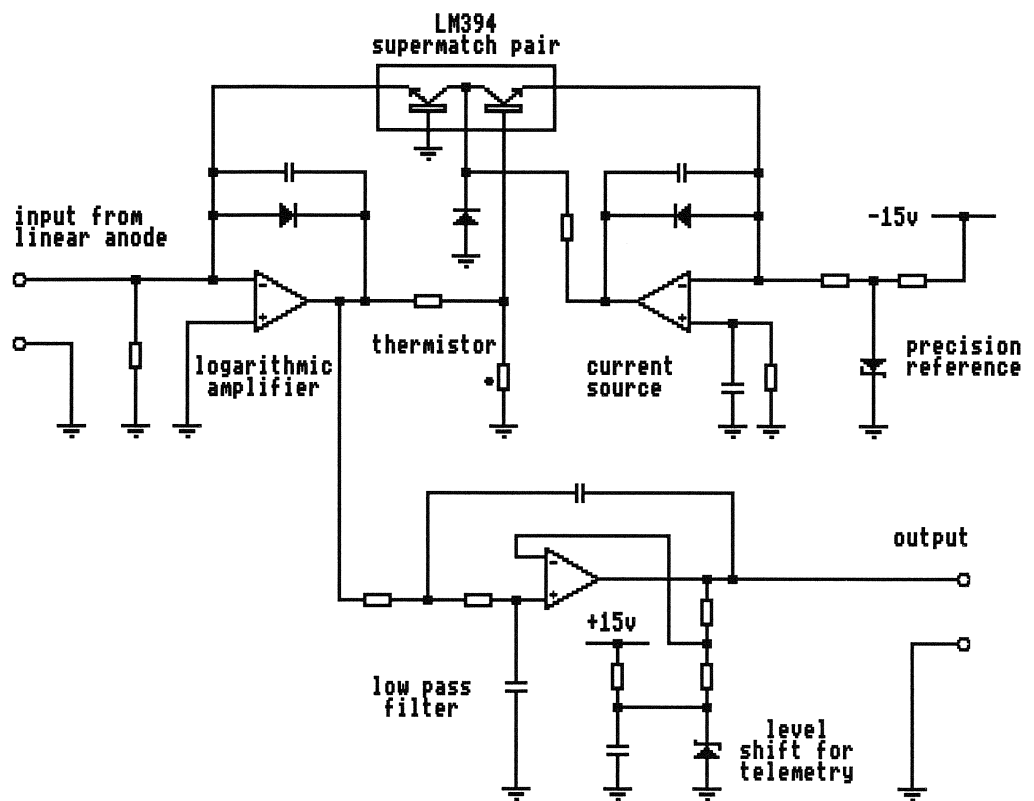 LM394
supermatch pair
input from
linear anode
-15v
-
+
-
+
logarithmic
amplifier
thermistor
*
current
source
precision
reference
output
-
+
+15v
low pass
filter
level
shift for
telemetry